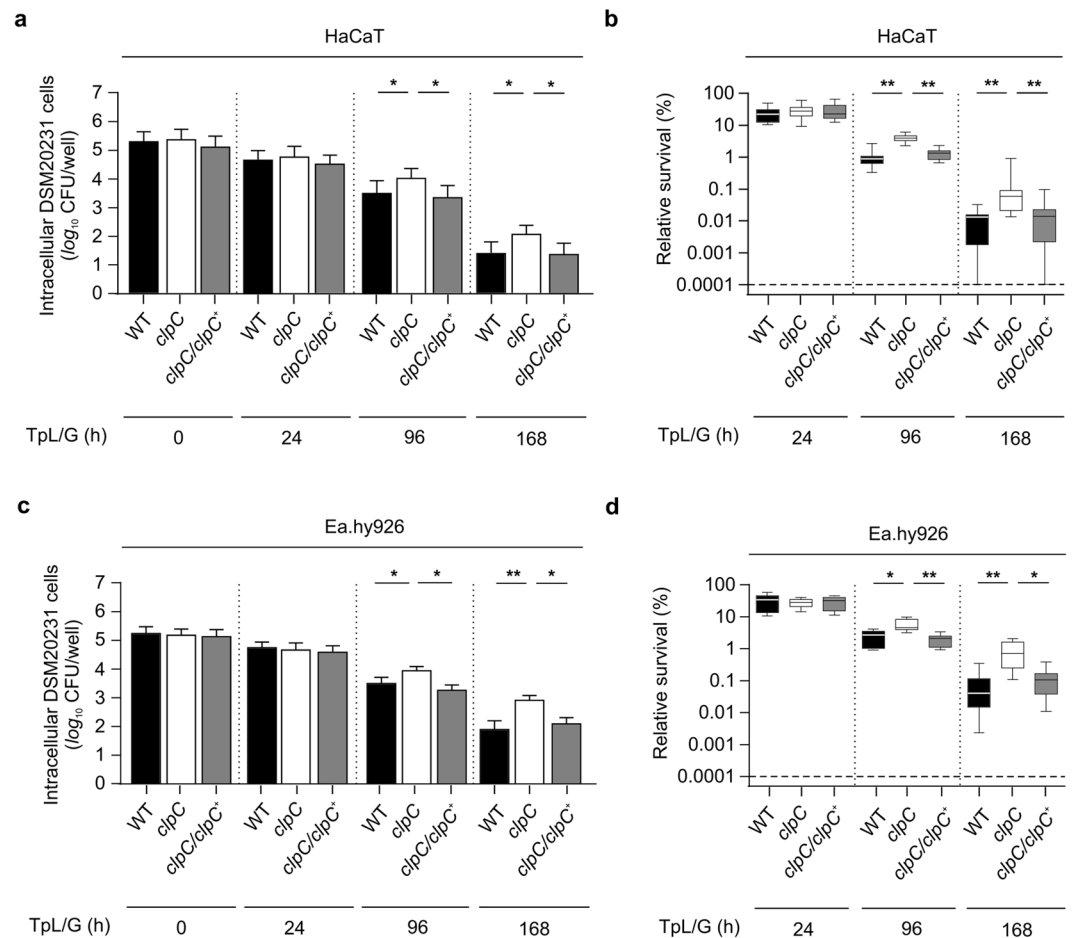 a
HaCaT
Intracellular DSM20231 cells
(log₁₀ CFU/well)
7
6
5
4
3
2
1
0
* * * *
WT clpC clpC/clpC⁺ WT clpC clpC/clpC⁺ WT clpC clpC/clpC⁺ WT clpC clpC/clpC⁺
TpL/G (h) 0 24 96 168
b
HaCaT
Relative survival (%)
100
10
1
0.1
0.01
0.001
0.0001
** ** ** **
WT clpC clpC/clpC⁺ WT clpC clpC/clpC⁺ WT clpC clpC/clpC⁺
TpL/G (h) 24 96 168
c
Ea.hy926
Intracellular DSM20231 cells
(log₁₀ CFU/well)
7
6
5
4
3
2
1
0
* * ** *
WT clpC clpC/clpC⁺ WT clpC clpC/clpC⁺ WT clpC clpC/clpC⁺ WT clpC clpC/clpC⁺
TpL/G (h) 0 24 96 168
d
Ea.hy926
Relative survival (%)
100
10
1
0.1
0.01
0.001
0.0001
* ** ** *
WT clpC clpC/clpC⁺ WT clpC clpC/clpC⁺ WT clpC clpC/clpC⁺
TpL/G (h) 24 96 168